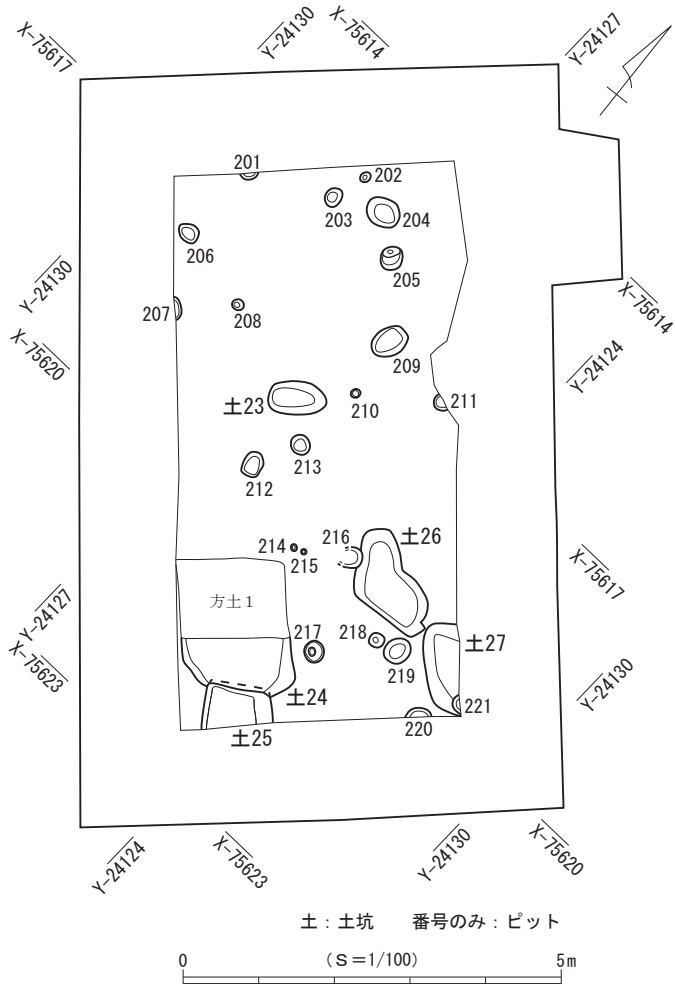 X-75617
Y-24130
X-75614
Y-24127
201
202
203
204
205
206
207
208
Y-24130
X-75620
X-75614
Y-24124
209
土23
210
211
213
212
214
215
216
土26
X-75617
方土1
Y-24127
X-75623
217
218
219
土27
Y-24130
土24
221
土25
220
Y-24124
X-75623
Y-24130
X-75620
土：土坑 番号のみ：ピット
0 （S＝1/100） 5m